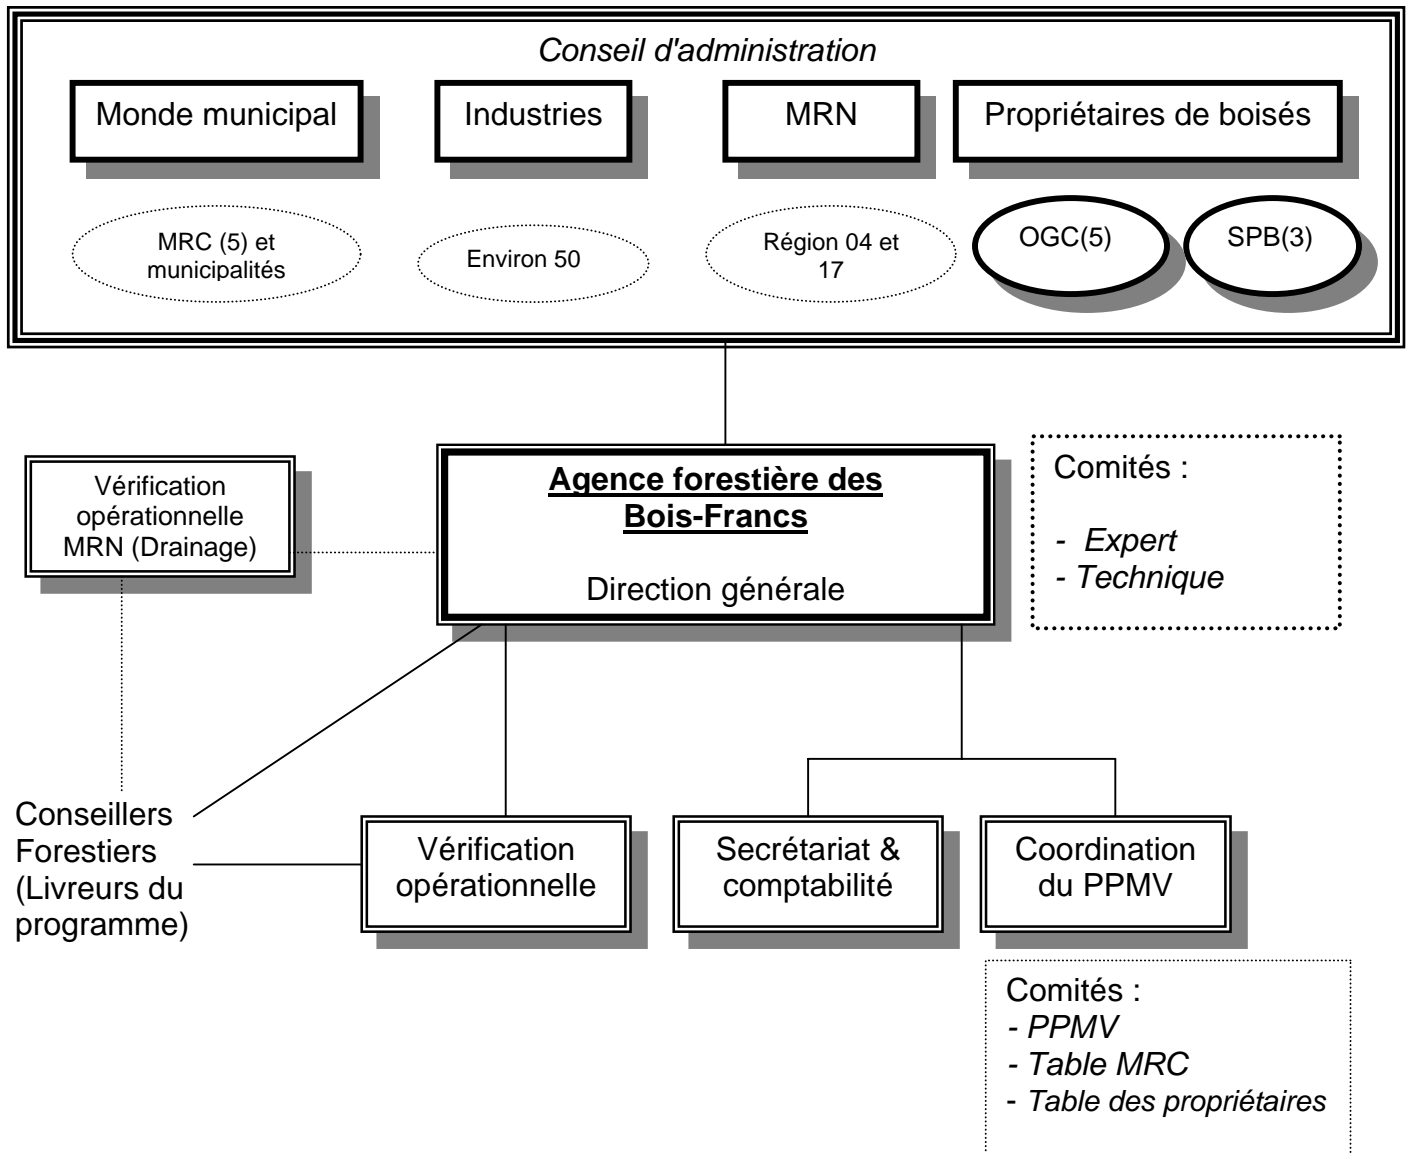 Conseil d'administration
Monde municipal
Industries
MRN
Propriétaires de boisés
MRC (5) et
municipalités
Environ 50
Région 04 et
17
OGC(5)
SPB(3)
Vérification
opérationnelle
MRN (Drainage)
Agence forestière des
Bois-Francs
Direction générale
Comités :
- Expert
- Technique
Conseillers
Forestiers
(Livreurs du
programme)
Vérification
opérationnelle
Secrétariat &
comptabilité
Coordination
du PPMV
Comités :
- PPMV
- Table MRC
- Table des propriétaires